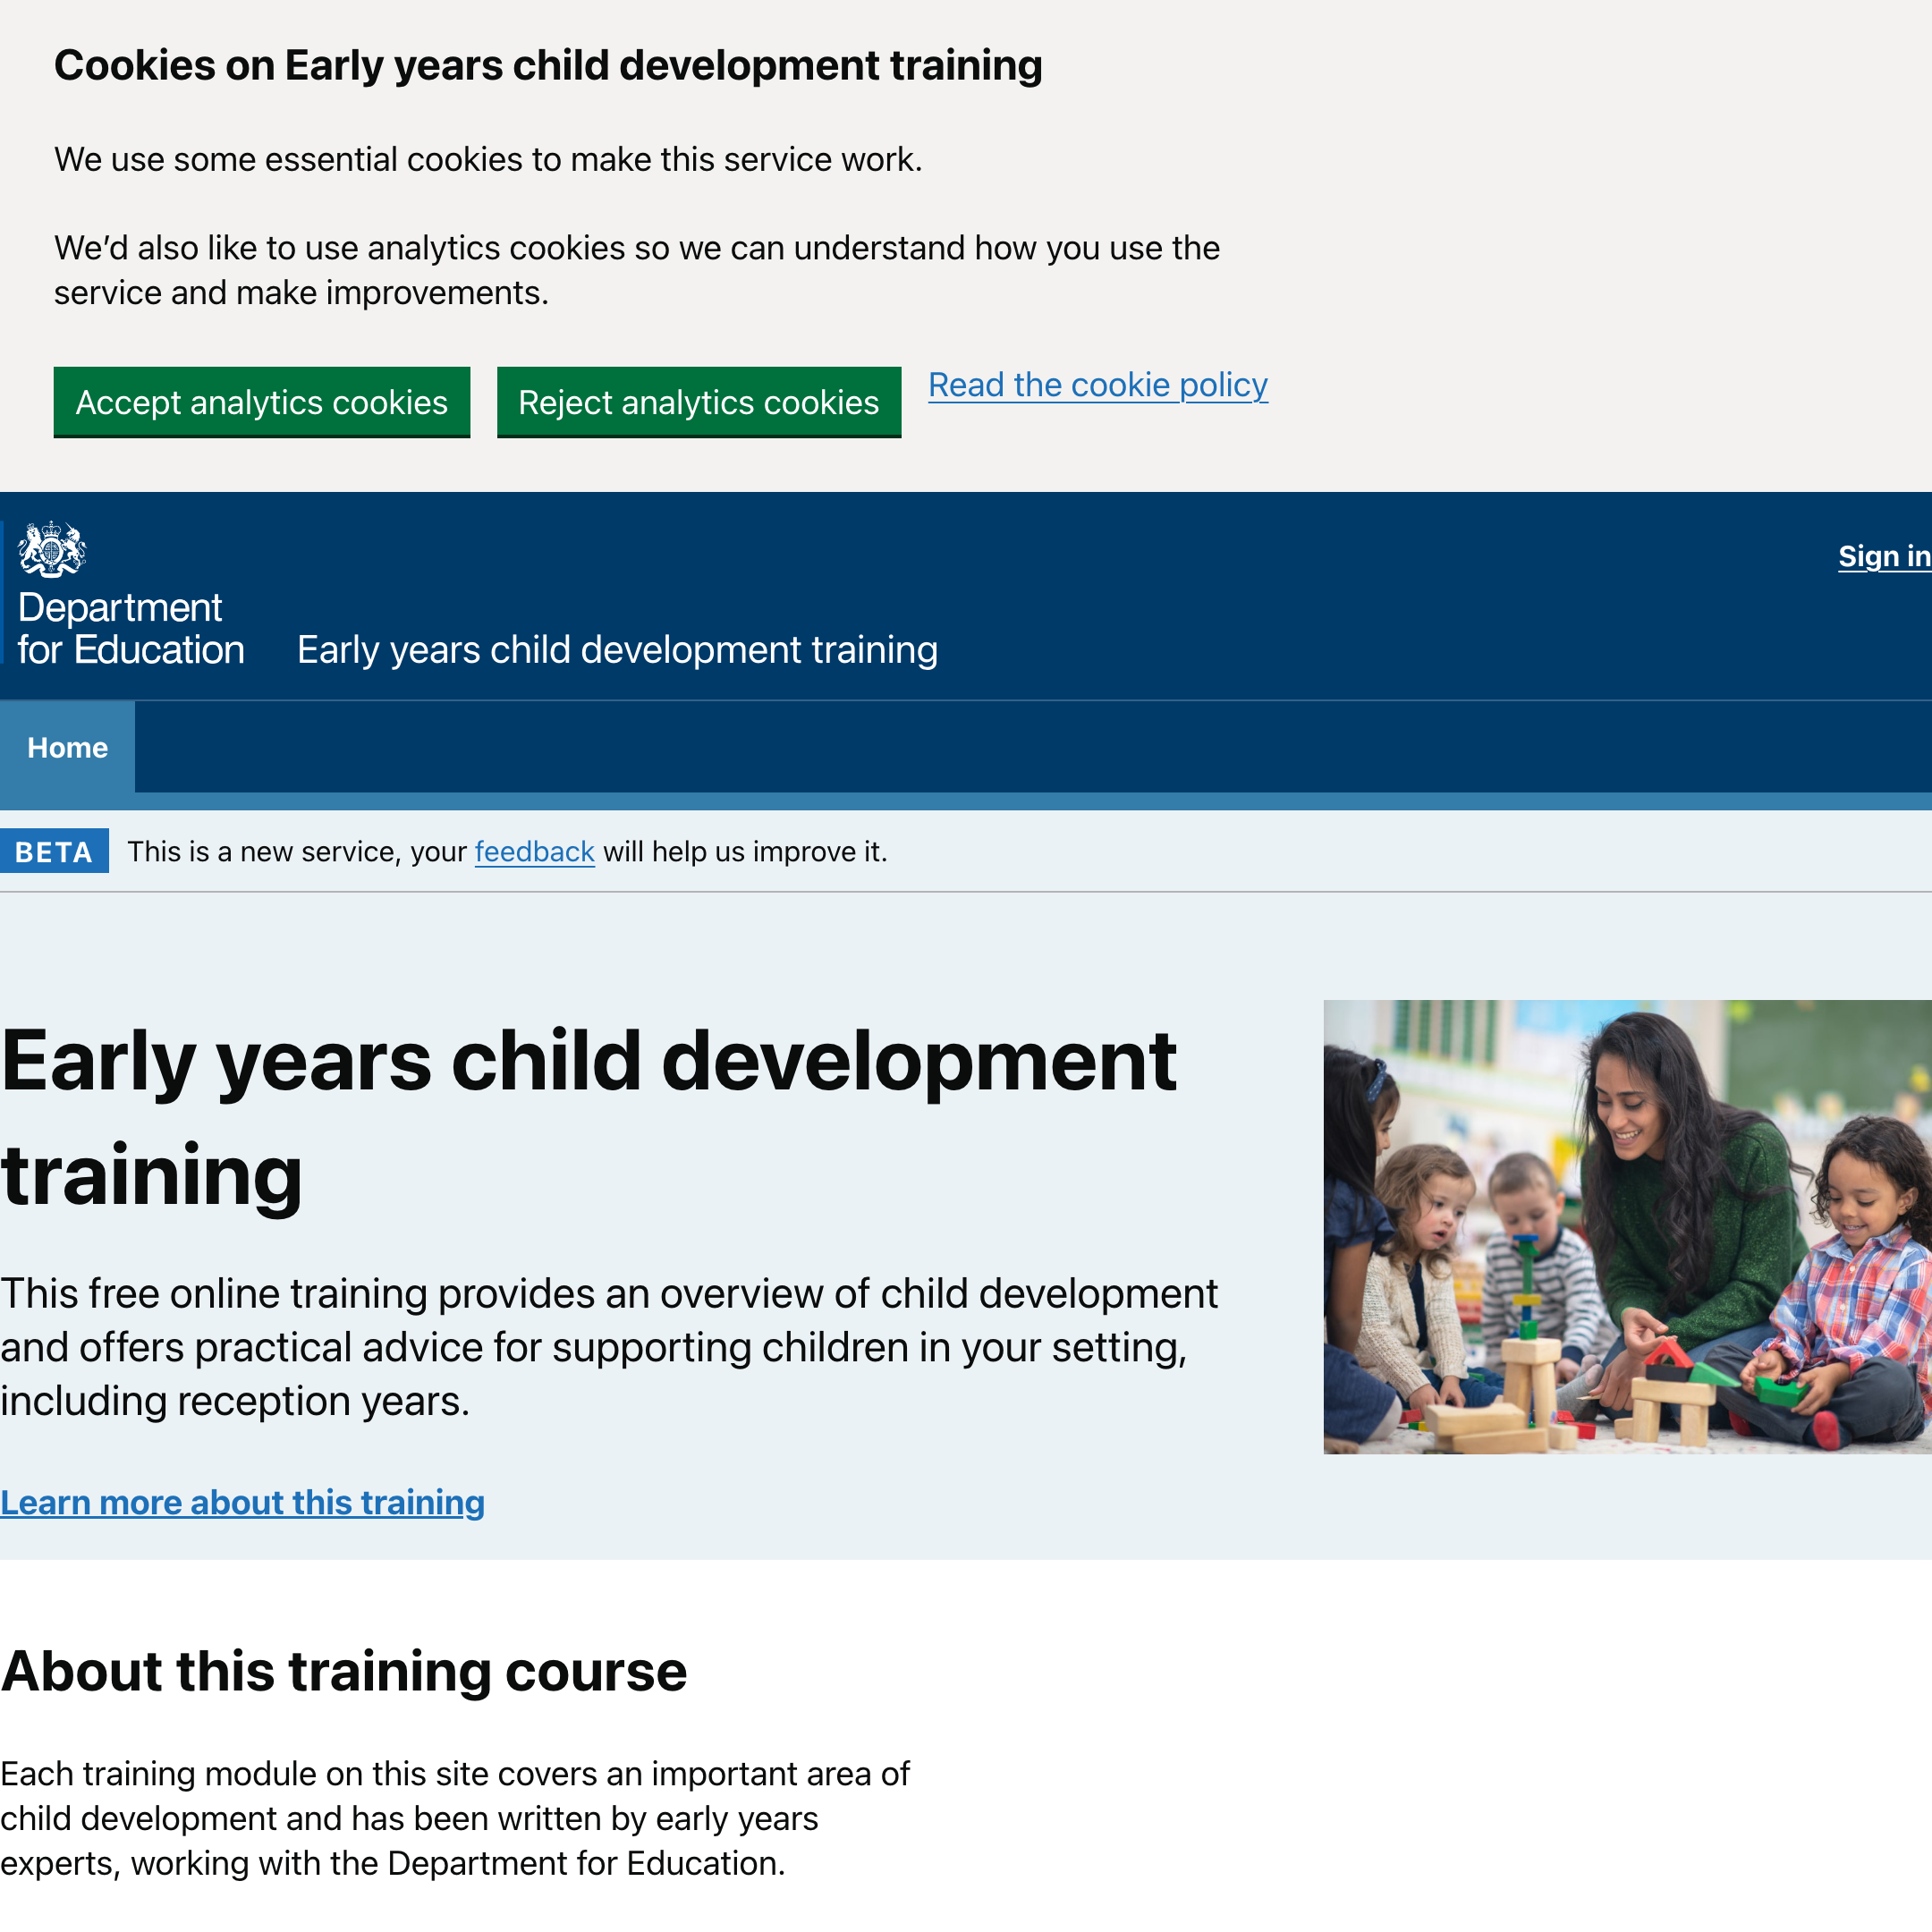 Cookies on Early years child development training
We use some essential cookies to make this service work.
We’d also like to use analytics cookies so we can understand how you use the
service and make improvements.
Accept analytics cookies
Reject analytics cookies
Read the cookie policy
Sign in
Department
for Education
Early years child development training
Home
BETA
This is a new service, your feedback will help us improve it.
Early years child development
training
This free online training provides an overview of child development
and offers practical advice for supporting children in your setting,
including reception years.
Learn more about this training
About this training course
Each training module on this site covers an important area of
child development and has been written by early years
experts, working with the Department for Education.